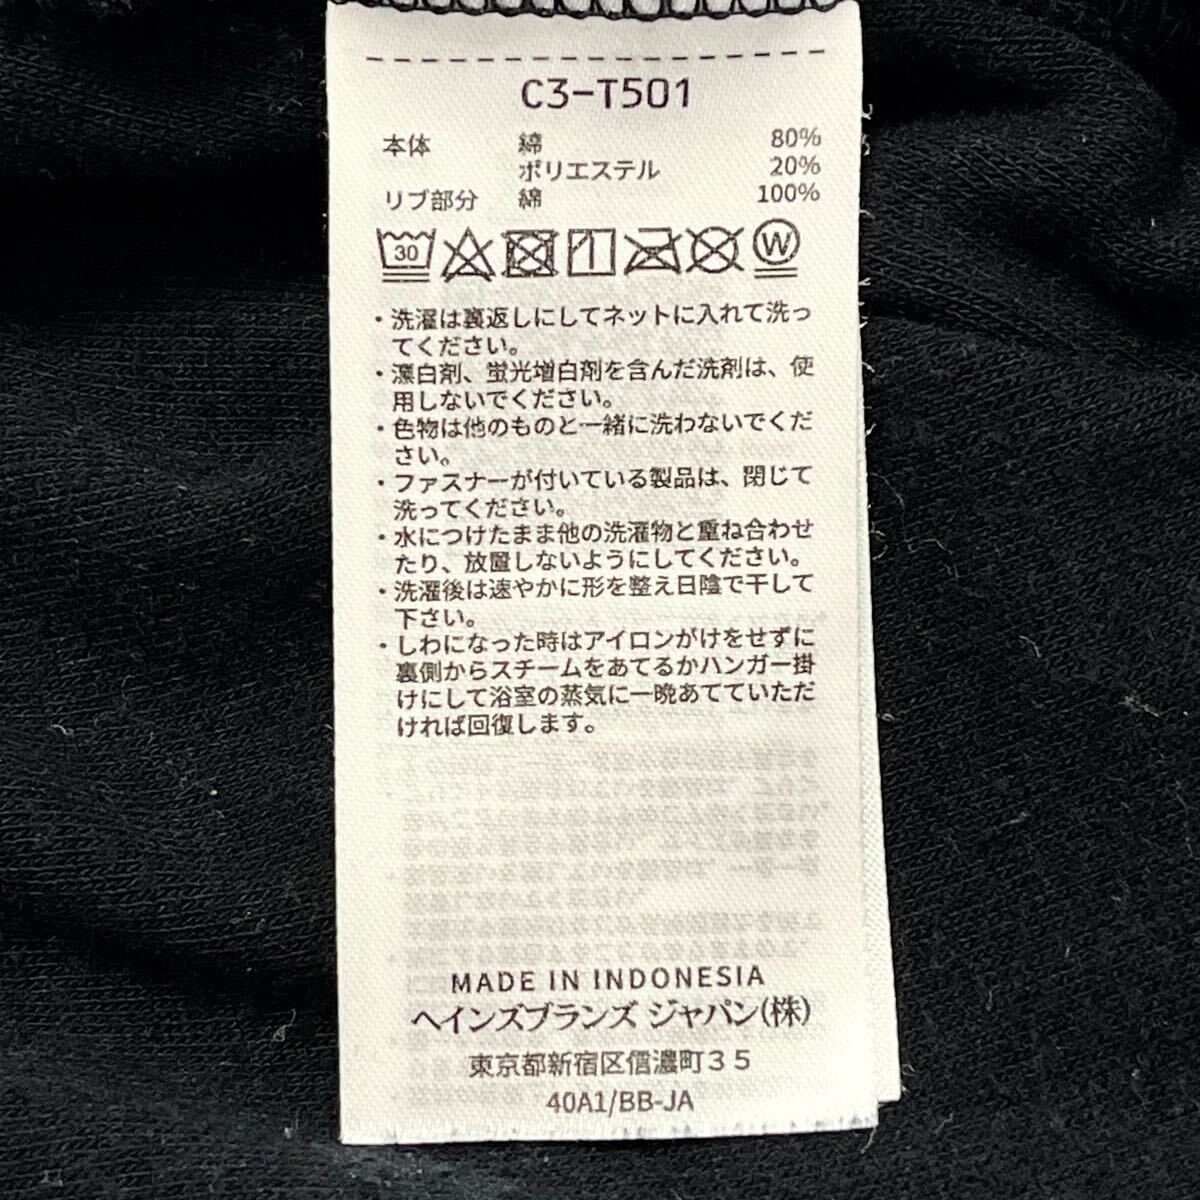 C3-T501
本体 綿 80%
ポリエステル 20%
リブ部分 綿 100%
30 W
・洗濯は裏返しにしてネットに入れて洗っ
てください。
・漂白剤、蛍光増白剤を含んだ洗剤は、使
用しないでください。
・色物は他のものと一緒に洗わないでくだ
さい。
・ファスナーが付いている製品は、閉じて
洗ってください。
・水につけたまま他の洗濯物と重ね合わせ
たり、放置しないようにしてください。
・洗濯後は速やかに形を整え日陰で干して
下さい。
・しわになった時はアイロンがけをせずに
裏側からスチームをあてるかハンガー掛
けにして浴室の蒸気に一晩あてていただ
ければ回復します。
MADE IN INDONESIA
ヘインズブランズ ジャパン(株)
東京都新宿区信濃町35
40A1/BB-JA